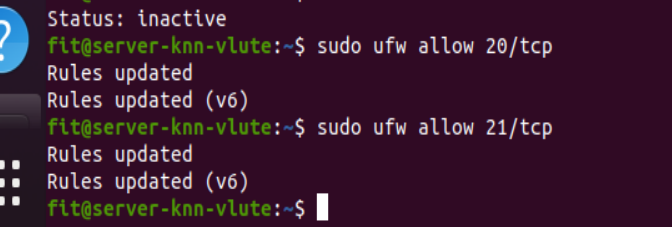 Status: inactive
fit@server-knn-vlute:~$ sudo ufw allow 20/tcp
Rules updated
Rules updated (v6)
fit@server-knn-vlute:~$ sudo ufw allow 21/tcp
Rules updated
Rules updated (v6)
fit@server-knn-vlute:~$